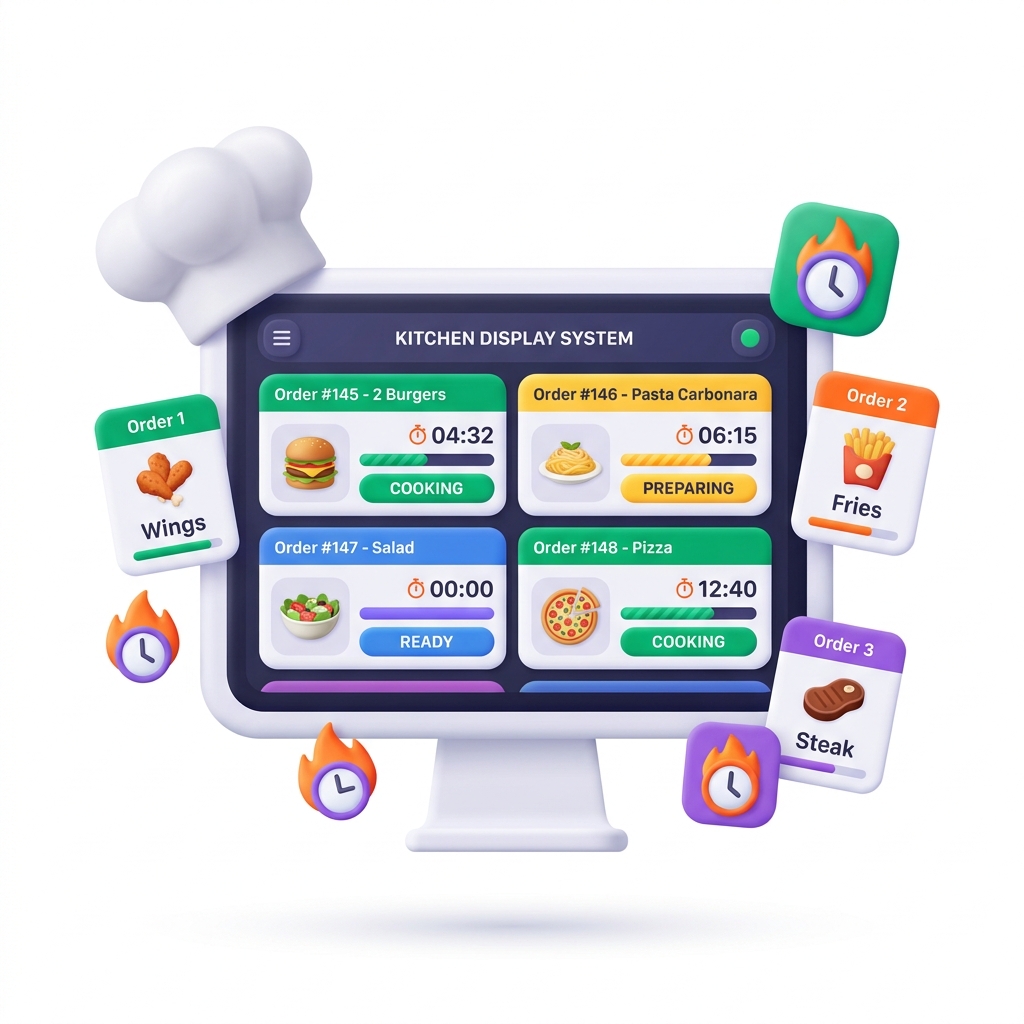 KITCHEN DISPLAY SYSTEM
Order #145 - 2 Burgers
04:32
COOKING
Order #146 - Pasta Carbonara
06:15
PREPARING
Order #147 - Salad
00:00
READY
Order #148 - Pizza
12:40
COOKING
Order 1
Wings
Order 2
Fries
Order 3
Steak